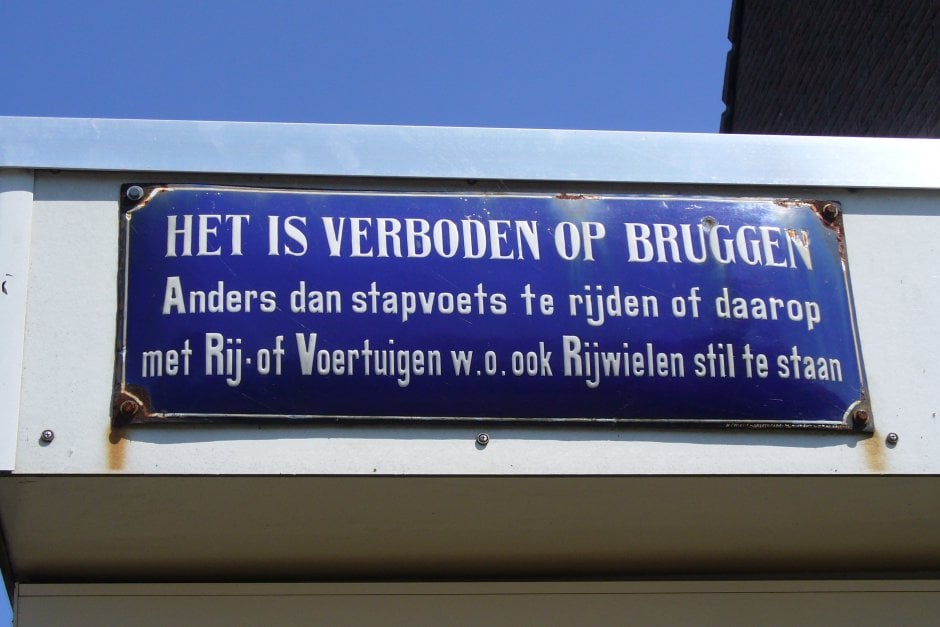 HET IS VERBODEN OP BRUGGEN
Anders dan stapvoets te rijden of daarop
met Rij- of Voertuigen w.o. ook Rijwielen stil te staan